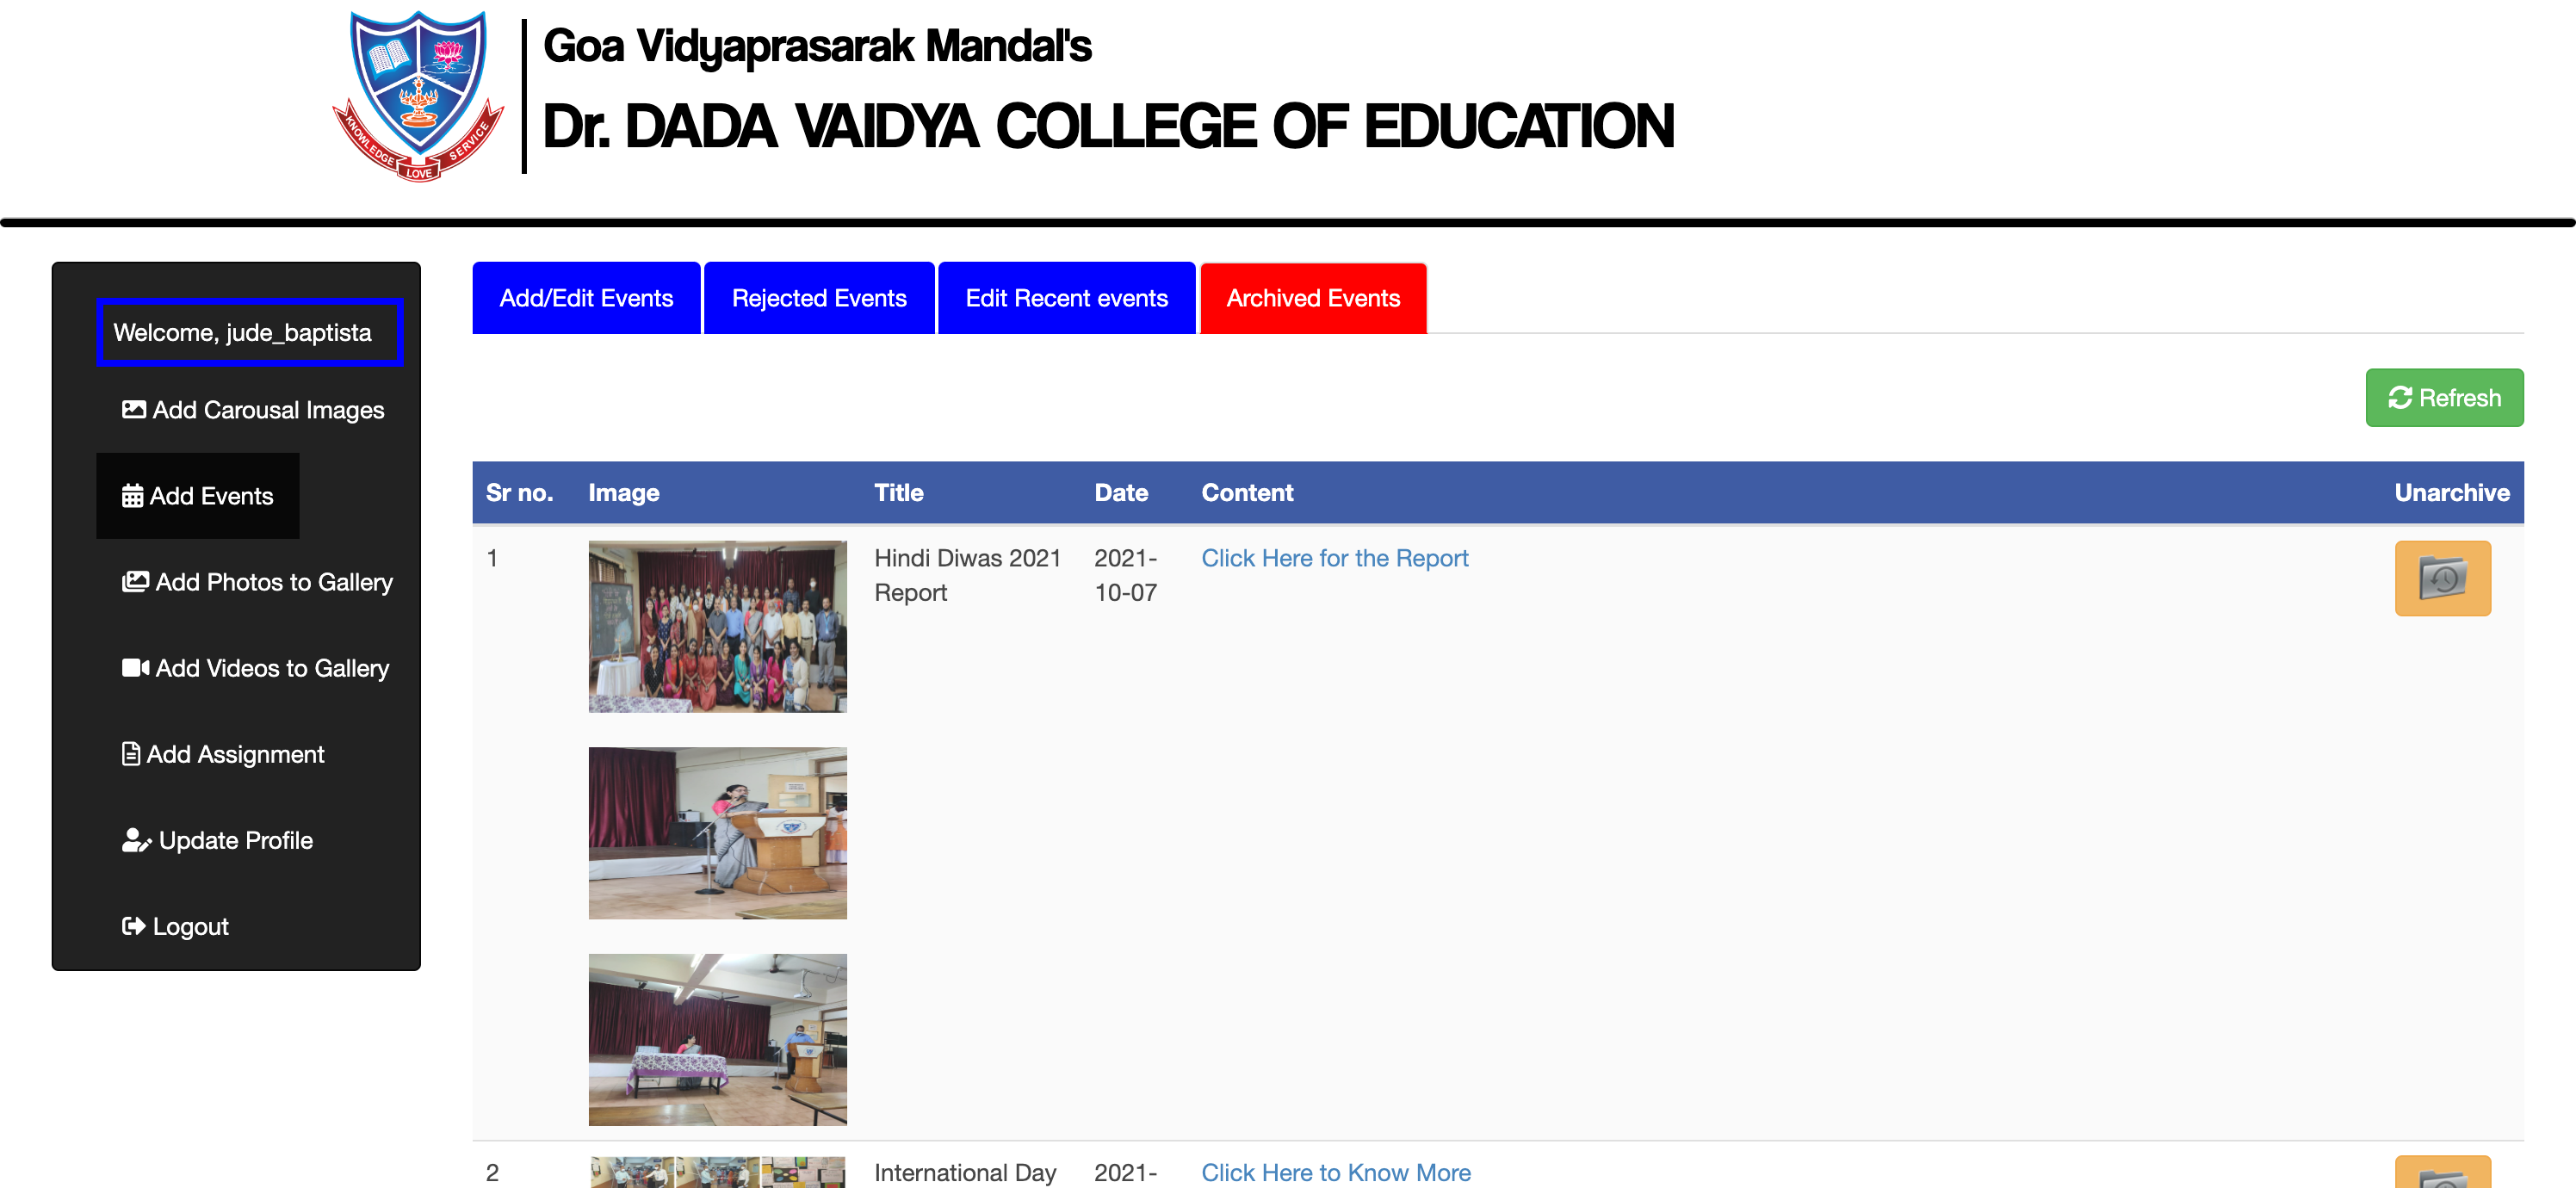 KNOWLEDGE LOVE SERVICE
Goa Vidyaprasarak Mandal's
Dr. DADA VAIDYA COLLEGE OF EDUCATION
Welcome, jude_baptista
Add Carousal Images
Add Events
Add Photos to Gallery
Add Videos to Gallery
Add Assignment
Update Profile
Logout
Add/Edit Events Rejected Events Edit Recent events Archived Events
Refresh
Sr no. Image Title Date Content Unarchive
1 Hindi Diwas 2021 2021- Click Here for the Report
Report 10-07
2 International Day 2021- Click Here to Know More